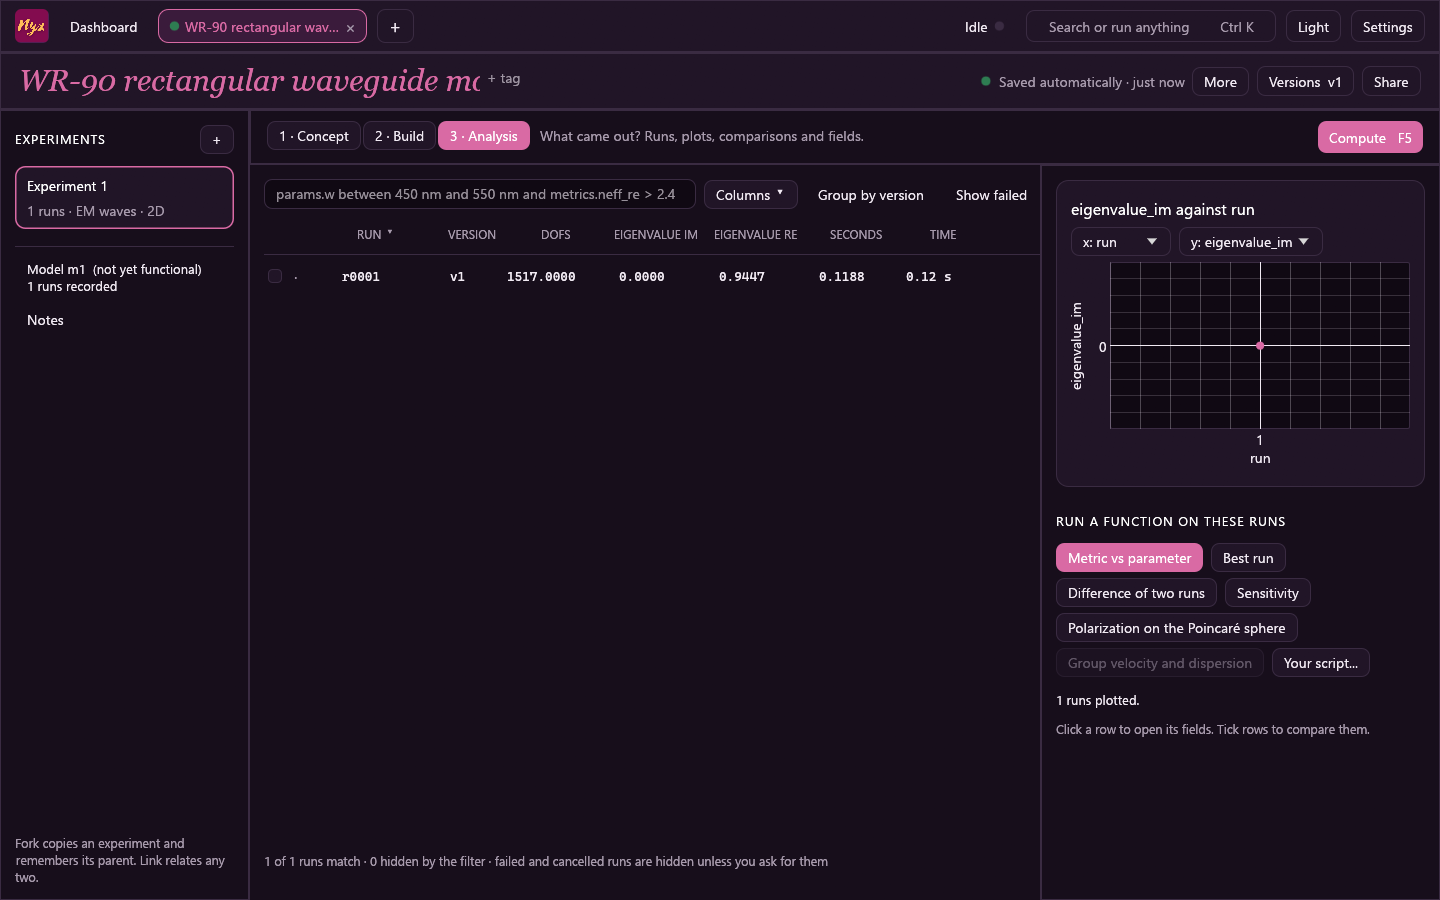 Nyx
Dashboard
WR-90 rectangular wav... ×
+
Idle
Search or run anything Ctrl K
Light
Settings
WR-90 rectangular waveguide mo
+ tag
Saved automatically · just now
More
Versions v1
Share
EXPERIMENTS
+
Experiment 1
1 runs · EM waves · 2D
Model m1 (not yet functional)
1 runs recorded
Notes
Fork copies an experiment and
remembers its parent. Link relates any
two.
1 · Concept
2 · Build
3 · Analysis
What came out? Runs, plots, comparisons and fields.
Compute F5
params.w between 450 nm and 550 nm and metrics.neff_re > 2.4
Columns
Group by version
Show failed
RUN VERSION DOFS EIGENVALUE IM EIGENVALUE RE SECONDS TIME
· r0001 v1 1517.0000 0.0000 0.9447 0.1188 0.12 s
1 of 1 runs match · 0 hidden by the filter · failed and cancelled runs are hidden unless you ask for them
eigenvalue_im against run
x: run
y: eigenvalue_im
eigenvalue_im
0
1
run
RUN A FUNCTION ON THESE RUNS
Metric vs parameter
Best run
Difference of two runs
Sensitivity
Polarization on the Poincaré sphere
Group velocity and dispersion
Your script...
1 runs plotted.
Click a row to open its fields. Tick rows to compare them.